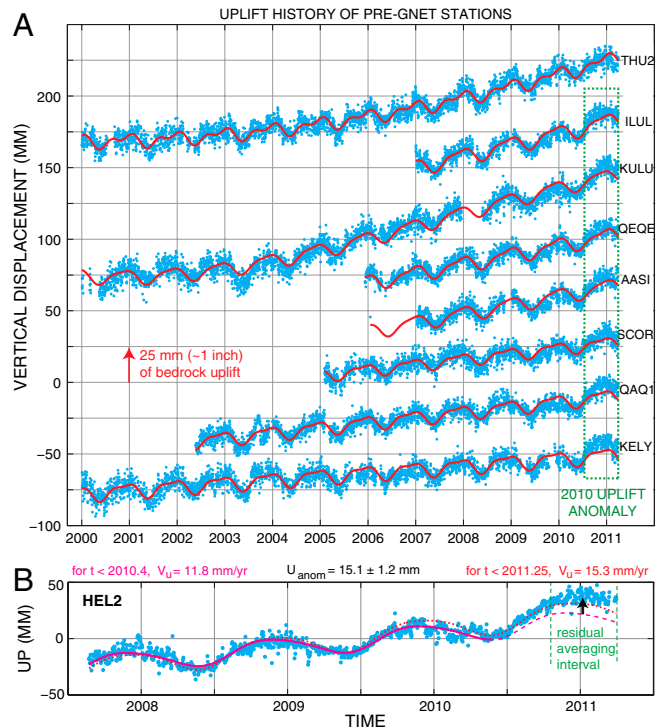 A
UPLIFT HISTORY OF PRE-GNET STATIONS
VERTICAL DISPLACEMENT (MM)
200
150
100
50
0
−50
−100
THU2
ILUL
KULU
QEQE
AASI
SCOR
QAQ1
KELY
25 mm (~1 inch)
of bedrock uplift
2010 UPLIFT
ANOMALY
2000 2001 2002 2003 2004 2005 2006 2007 2008 2009 2010 2011
B
for t < 2010.4, Vu = 11.8 mm/yr
Uanom = 15.1 ± 1.2 mm
for t < 2011.25, Vu = 15.3 mm/yr
HEL2
UP (MM)
50
0
−50
residual
averaging
interval
2008 2009 2010 2011
TIME